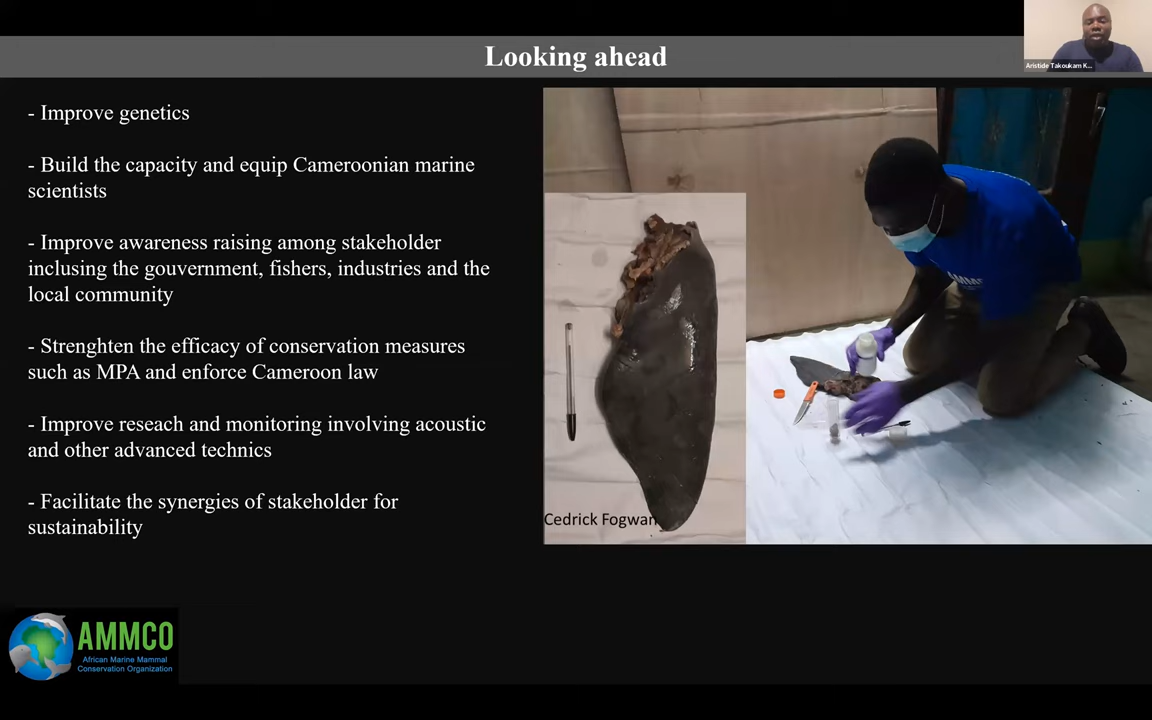 Looking ahead
Aristide Takoukam K...
- Improve genetics
- Build the capacity and equip Cameroonian marine
scientists
- Improve awareness raising among stakeholder
inclusing the gouvernment, fishers, industries and the
local community
- Strenghten the efficacy of conservation measures
such as MPA and enforce Cameroon law
- Improve reseach and monitoring involving acoustic
and other advanced technics
- Facilitate the synergies of stakeholder for
sustainability
Cedrick Fogwan
AMMCO
African Marine Mammal
Conservation Organization